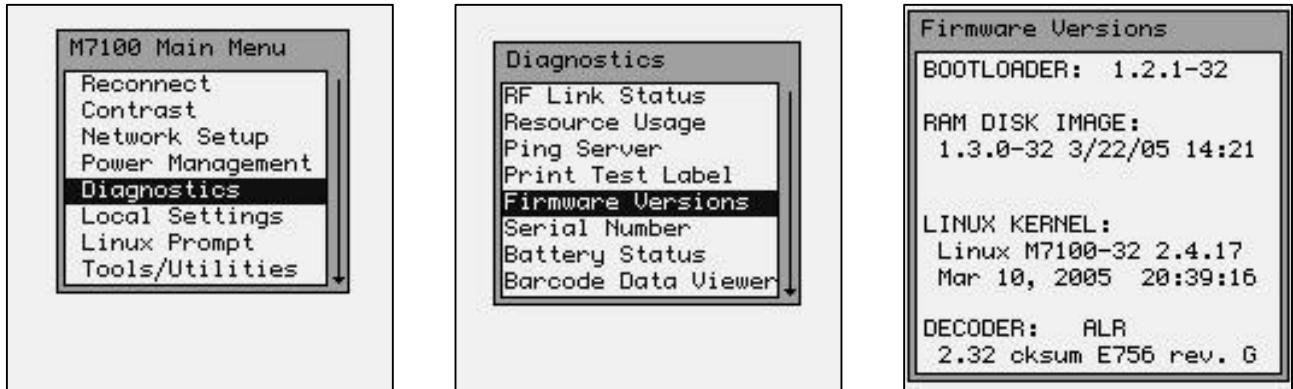 M7100 Main Menu
Reconnect
Contrast
Network Setup
Power Management
Diagnostics
Local Settings
Linux Prompt
Tools/Utilities
Diagnostics
RF Link Status
Resource Usage
Ping Server
Print Test Label
Firmware Versions
Serial Number
Battery Status
Barcode Data Viewer
Firmware Versions
BOOTLOADER: 1.2.1-32
RAM DISK IMAGE:
1.3.0-32 3/22/05 14:21
LINUX KERNEL:
Linux M7100-32 2.4.17
Mar 10, 2005 20:39:16
DECODER: ALR
2.32 cksum E756 rev. G